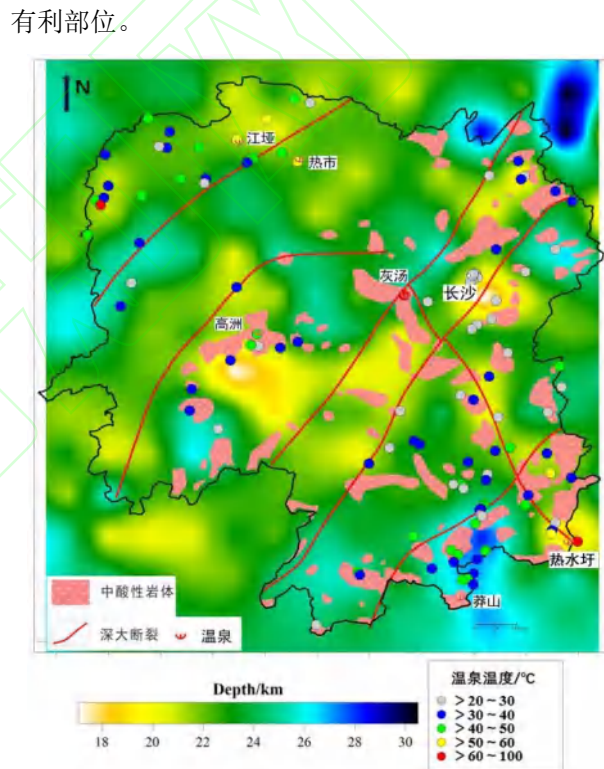 有利部位。
N
江垭
热市
灰汤
长沙
高洲
热水圩
莽山
中酸性岩体
深大断裂 温泉
Depth/km
18 20 22 24 26 28 30
温泉温度/℃
>20~30
>30~40
>40~50
>50~60
>60~100